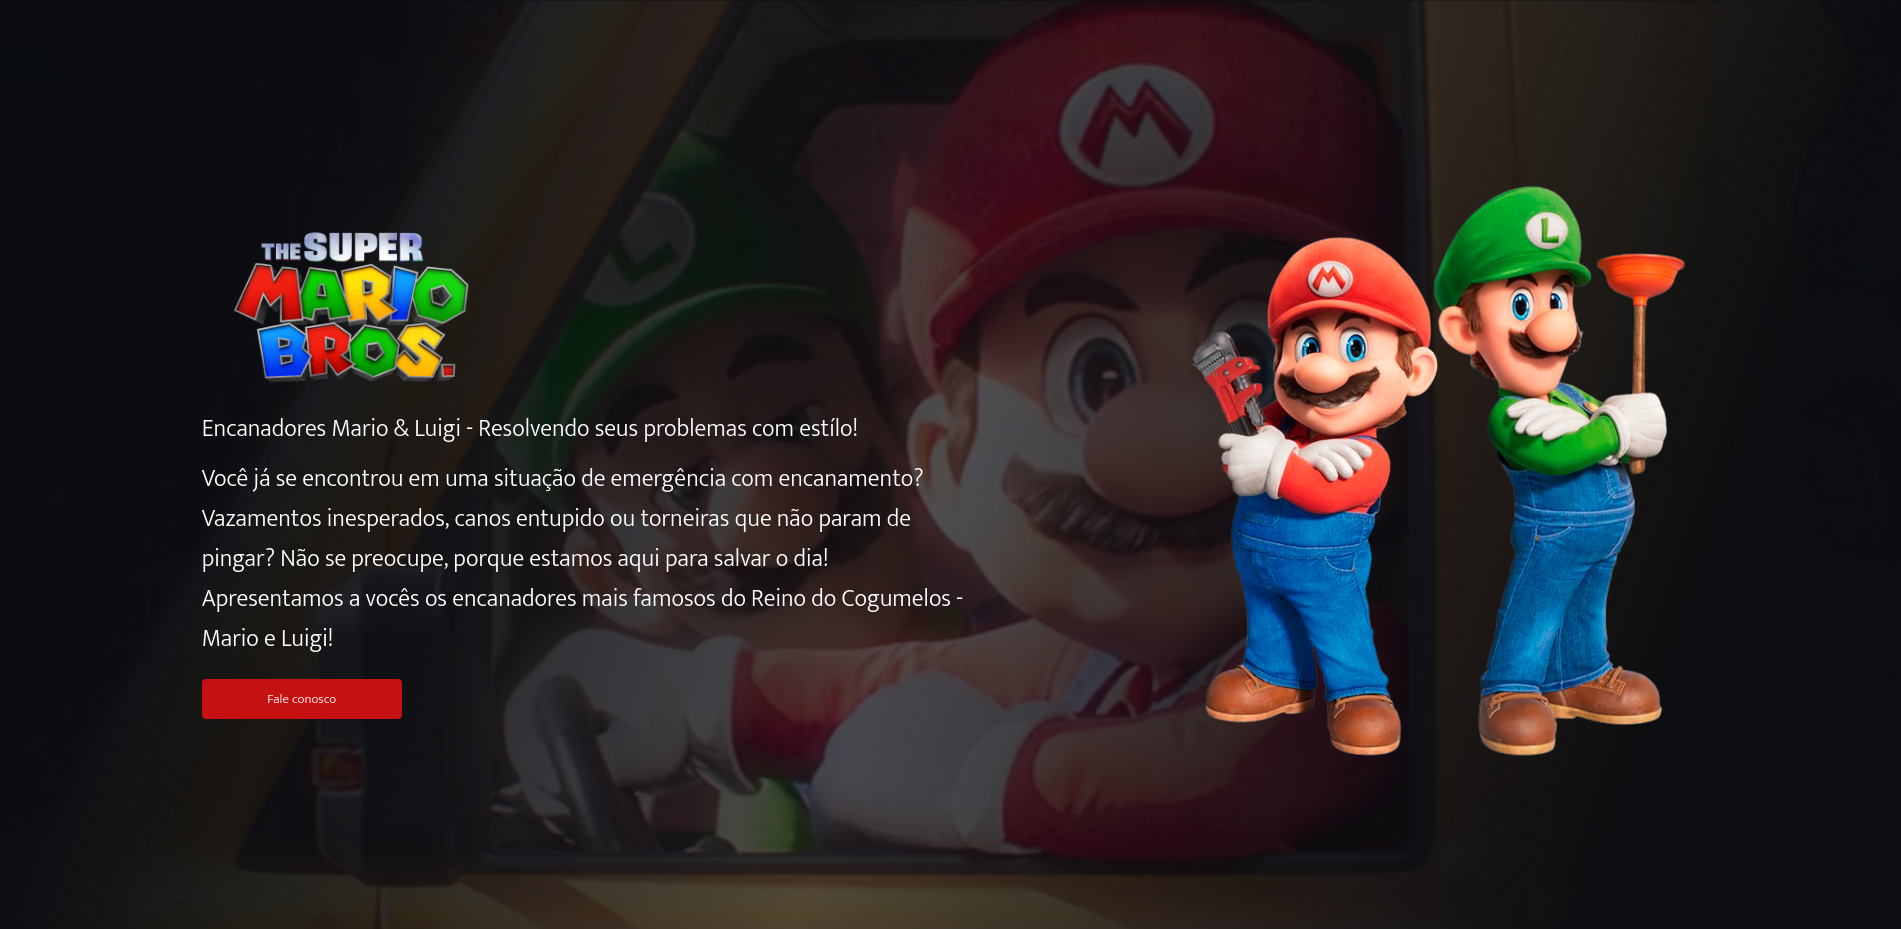 THE SUPER
MARIO
BROS.
Encanadores Mario & Luigi - Resolvendo seus problemas com estílo!
Você já se encontrou em uma situação de emergência com encanamento?
Vazamentos inesperados, canos entupido ou torneiras que não param de
pingar? Não se preocupe, porque estamos aqui para salvar o dia!
Apresentamos a vocês os encanadores mais famosos do Reino do Cogumelos -
Mario e Luigi!
Fale conosco
M
L
M
L